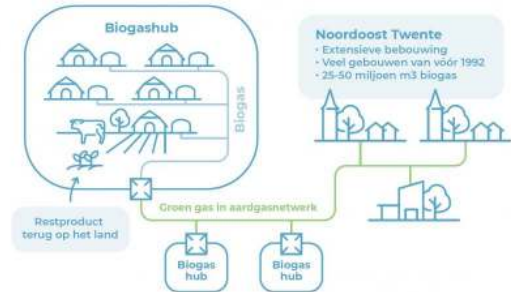 Biogashub
Biogas
Restproduct
terug op het land
Groen gas in aardgasnetwerk
Biogas
hub
Biogas
hub
Noordoost Twente
• Extensieve bebouwing
• Veel gebouwen van vóór 1992
• 25-50 miljoen m3 biogas